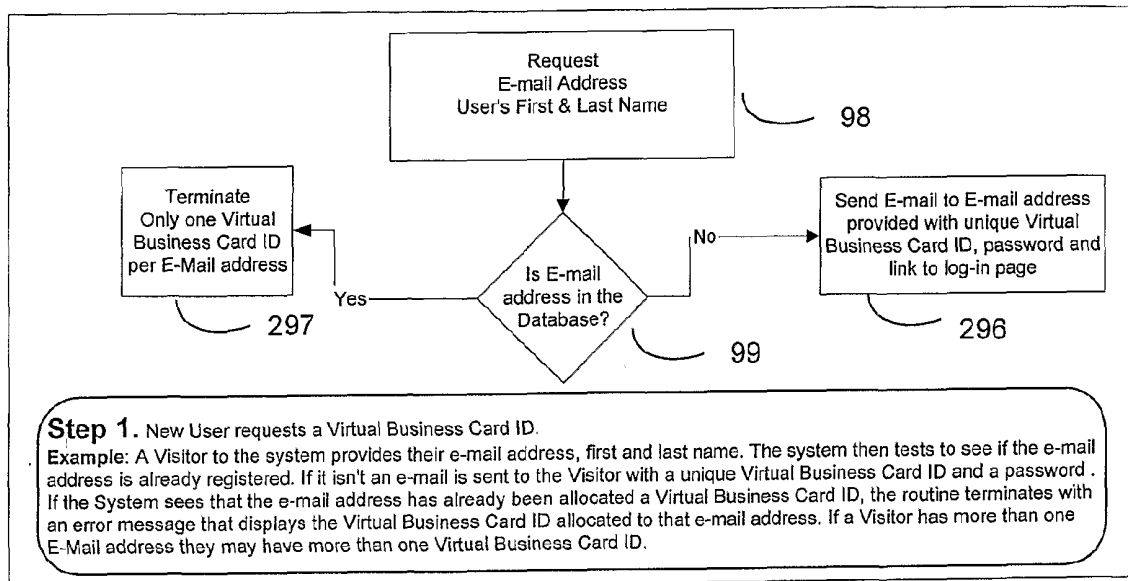 Request
E-mail Address
User's First & Last Name
98
Terminate
Only one Virtual
Business Card ID
per E-Mail address
297
Yes
Is E-mail
address in the
Database?
99
No
Send E-mail to E-mail address
provided with unique Virtual
Business Card ID, password and
link to log-in page
296
Step 1. New User requests a Virtual Business Card ID.
Example: A Visitor to the system provides their e-mail address, first and last name. The system then tests to see if the e-mail
address is already registered. If it isn't an e-mail is sent to the Visitor with a unique Virtual Business Card ID and a password .
If the System sees that the e-mail address has already been allocated a Virtual Business Card ID, the routine terminates with
an error message that displays the Virtual Business Card ID allocated to that e-mail address. If a Visitor has more than one
E-Mail address they may have more than one Virtual Business Card ID.